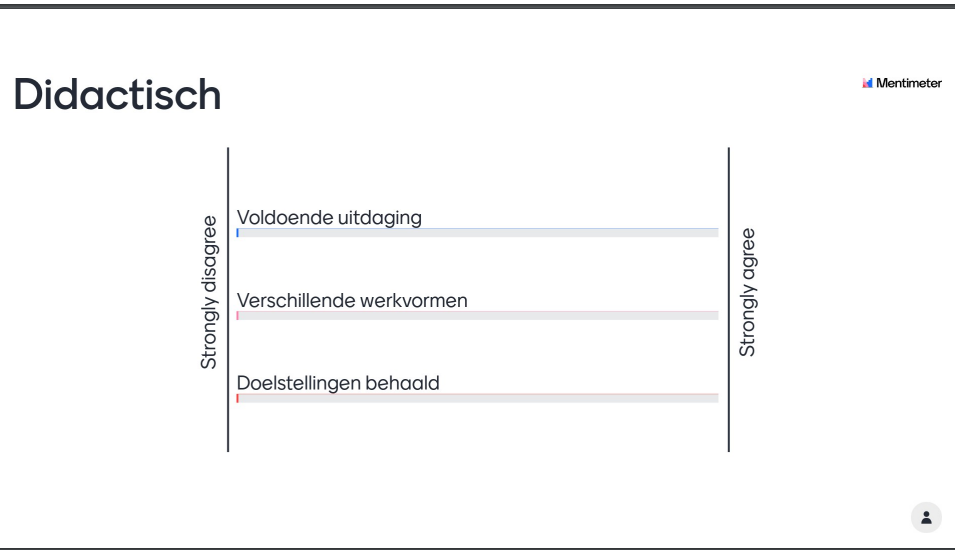 Didactisch
Mentimeter
Strongly disagree
Voldoende uitdaging
Verschillende werkvormen
Doelstellingen behaald
Strongly agree